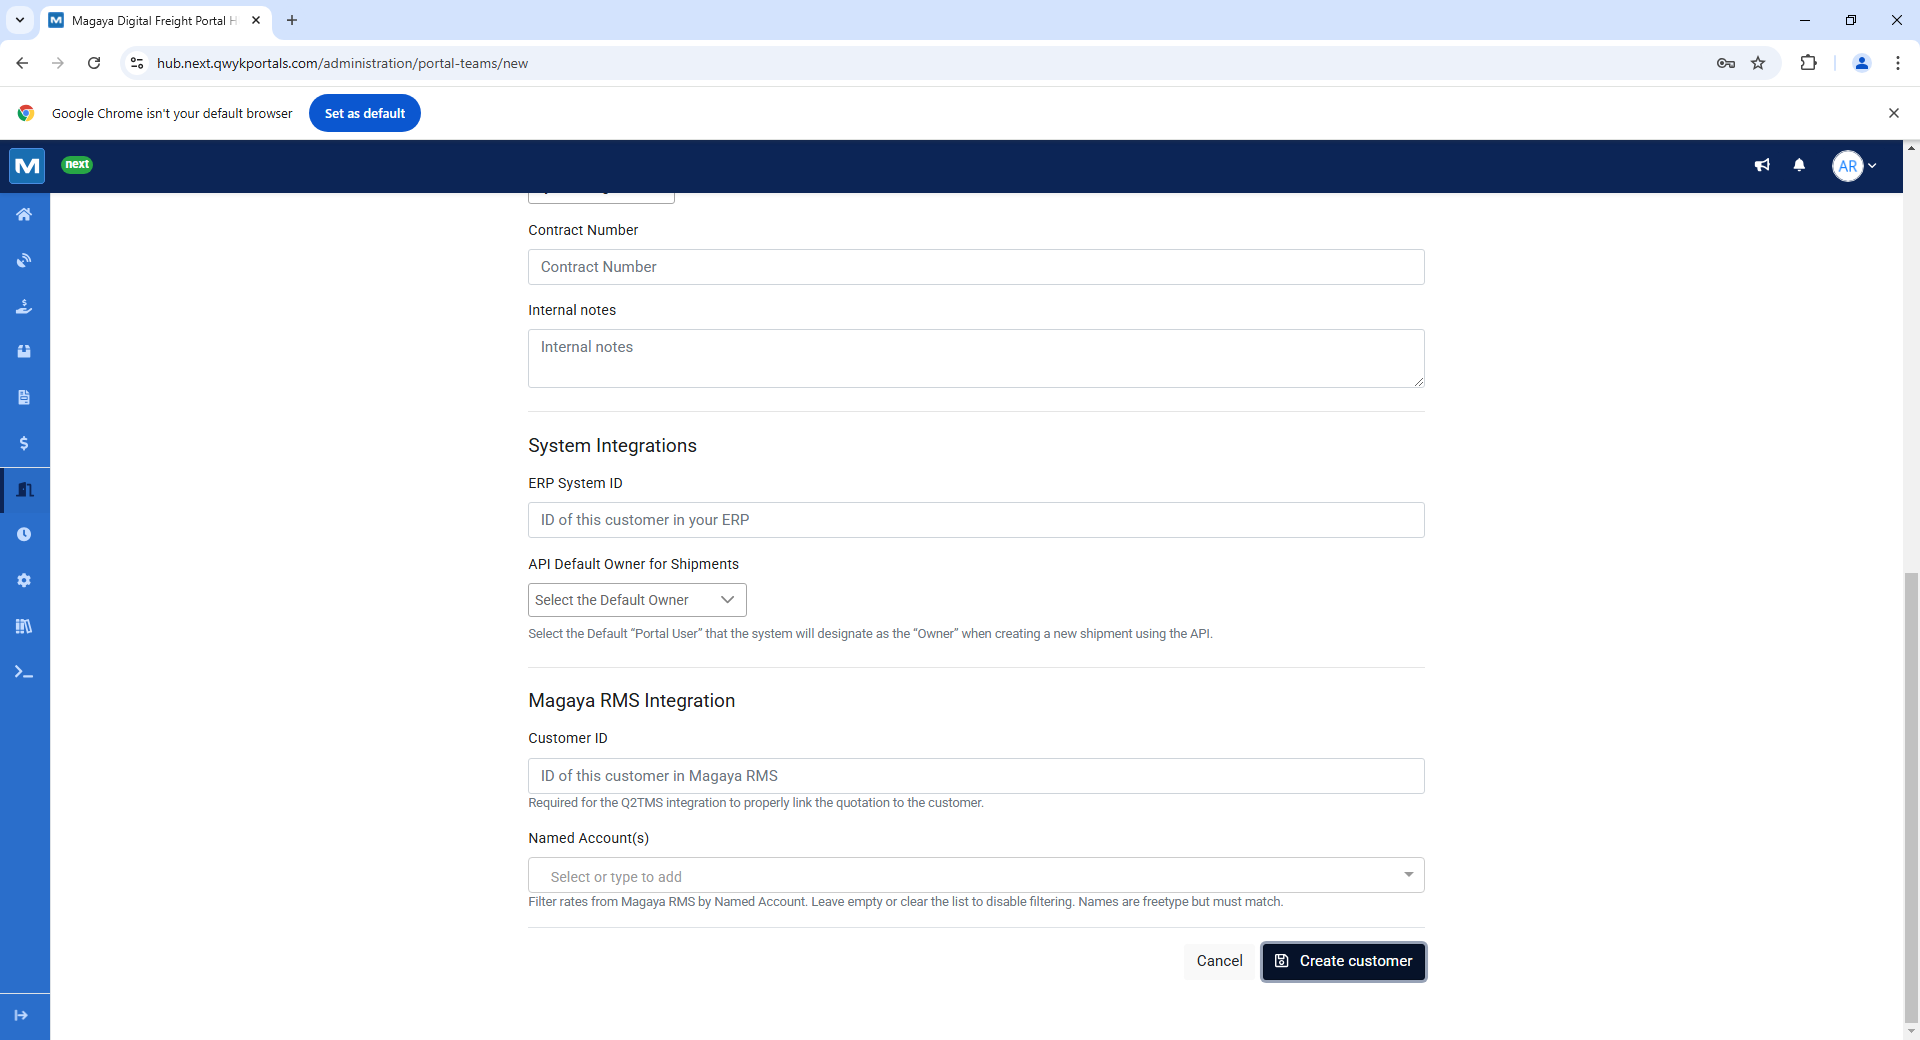 Magaya Digital Freight Portal H
hub.next.qwykportals.com/administration/portal-teams/new
Google Chrome isn't your default browser
Set as default
next
AR
Contract Number
Contract Number
Internal notes
Internal notes
System Integrations
ERP System ID
ID of this customer in your ERP
API Default Owner for Shipments
Select the Default Owner
Select the Default “Portal User” that the system will designate as the “Owner” when creating a new shipment using the API.
Magaya RMS Integration
Customer ID
ID of this customer in Magaya RMS
Required for the Q2TMS integration to properly link the quotation to the customer.
Named Account(s)
Select or type to add
Filter rates from Magaya RMS by Named Account. Leave empty or clear the list to disable filtering. Names are freetype but must match.
Cancel
Create customer